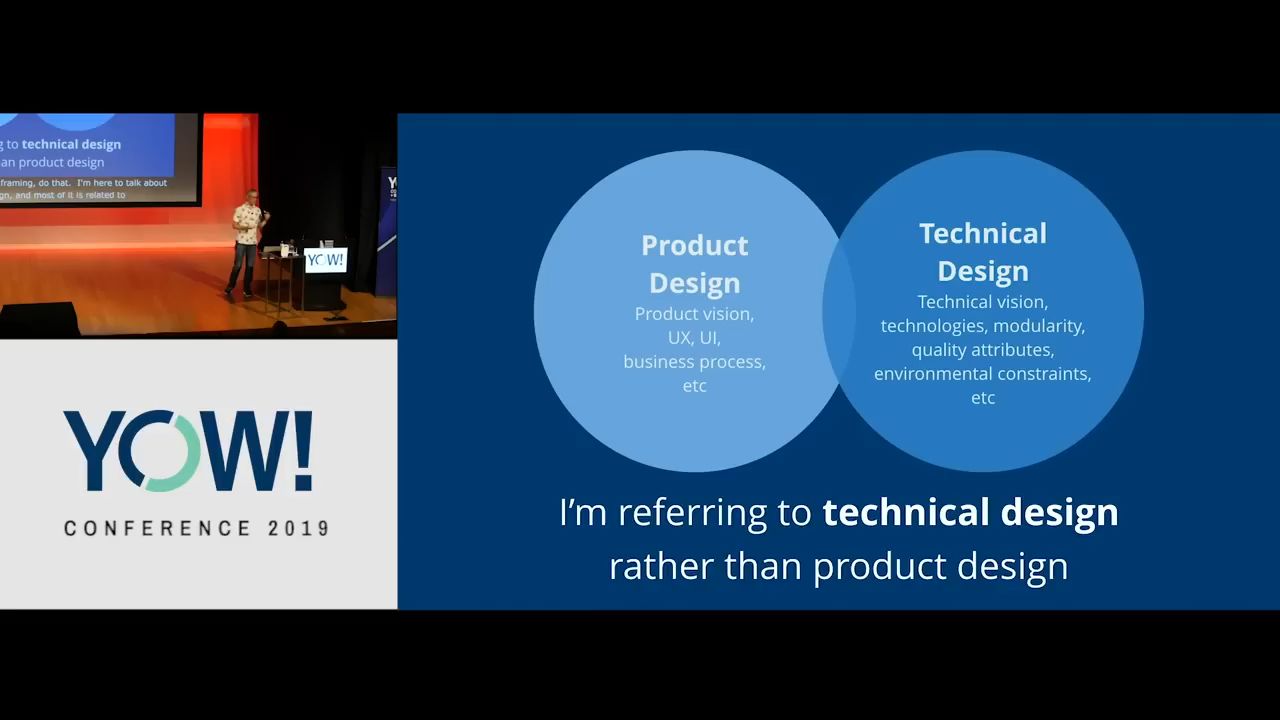 g to technical design
an product design
framing, do that. I'm here to talk about
gn, and most of it is related to
YOW!
YOW!
CONFERENCE 2019
Product
Design
Product vision,
UX, UI,
business process,
etc
Technical
Design
Technical vision,
technologies, modularity,
quality attributes,
environmental constraints,
etc
I'm referring to technical design
rather than product design